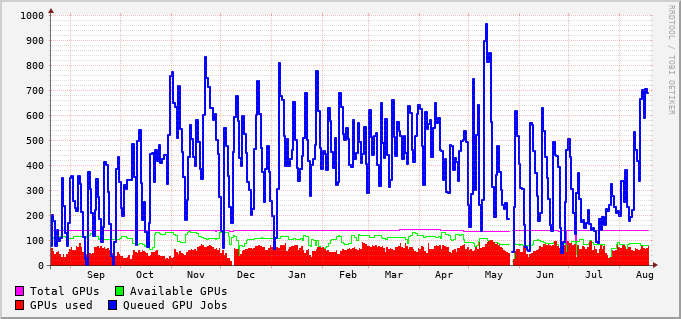 1000
900
800
700
600
500
400
300
200
100
0
Sep Oct Nov Dec Jan Feb Mar Apr May Jun Jul Aug
RRDTOOL / TOBI OETIKER
Total GPUs Available GPUs
GPUs used Queued GPU Jobs